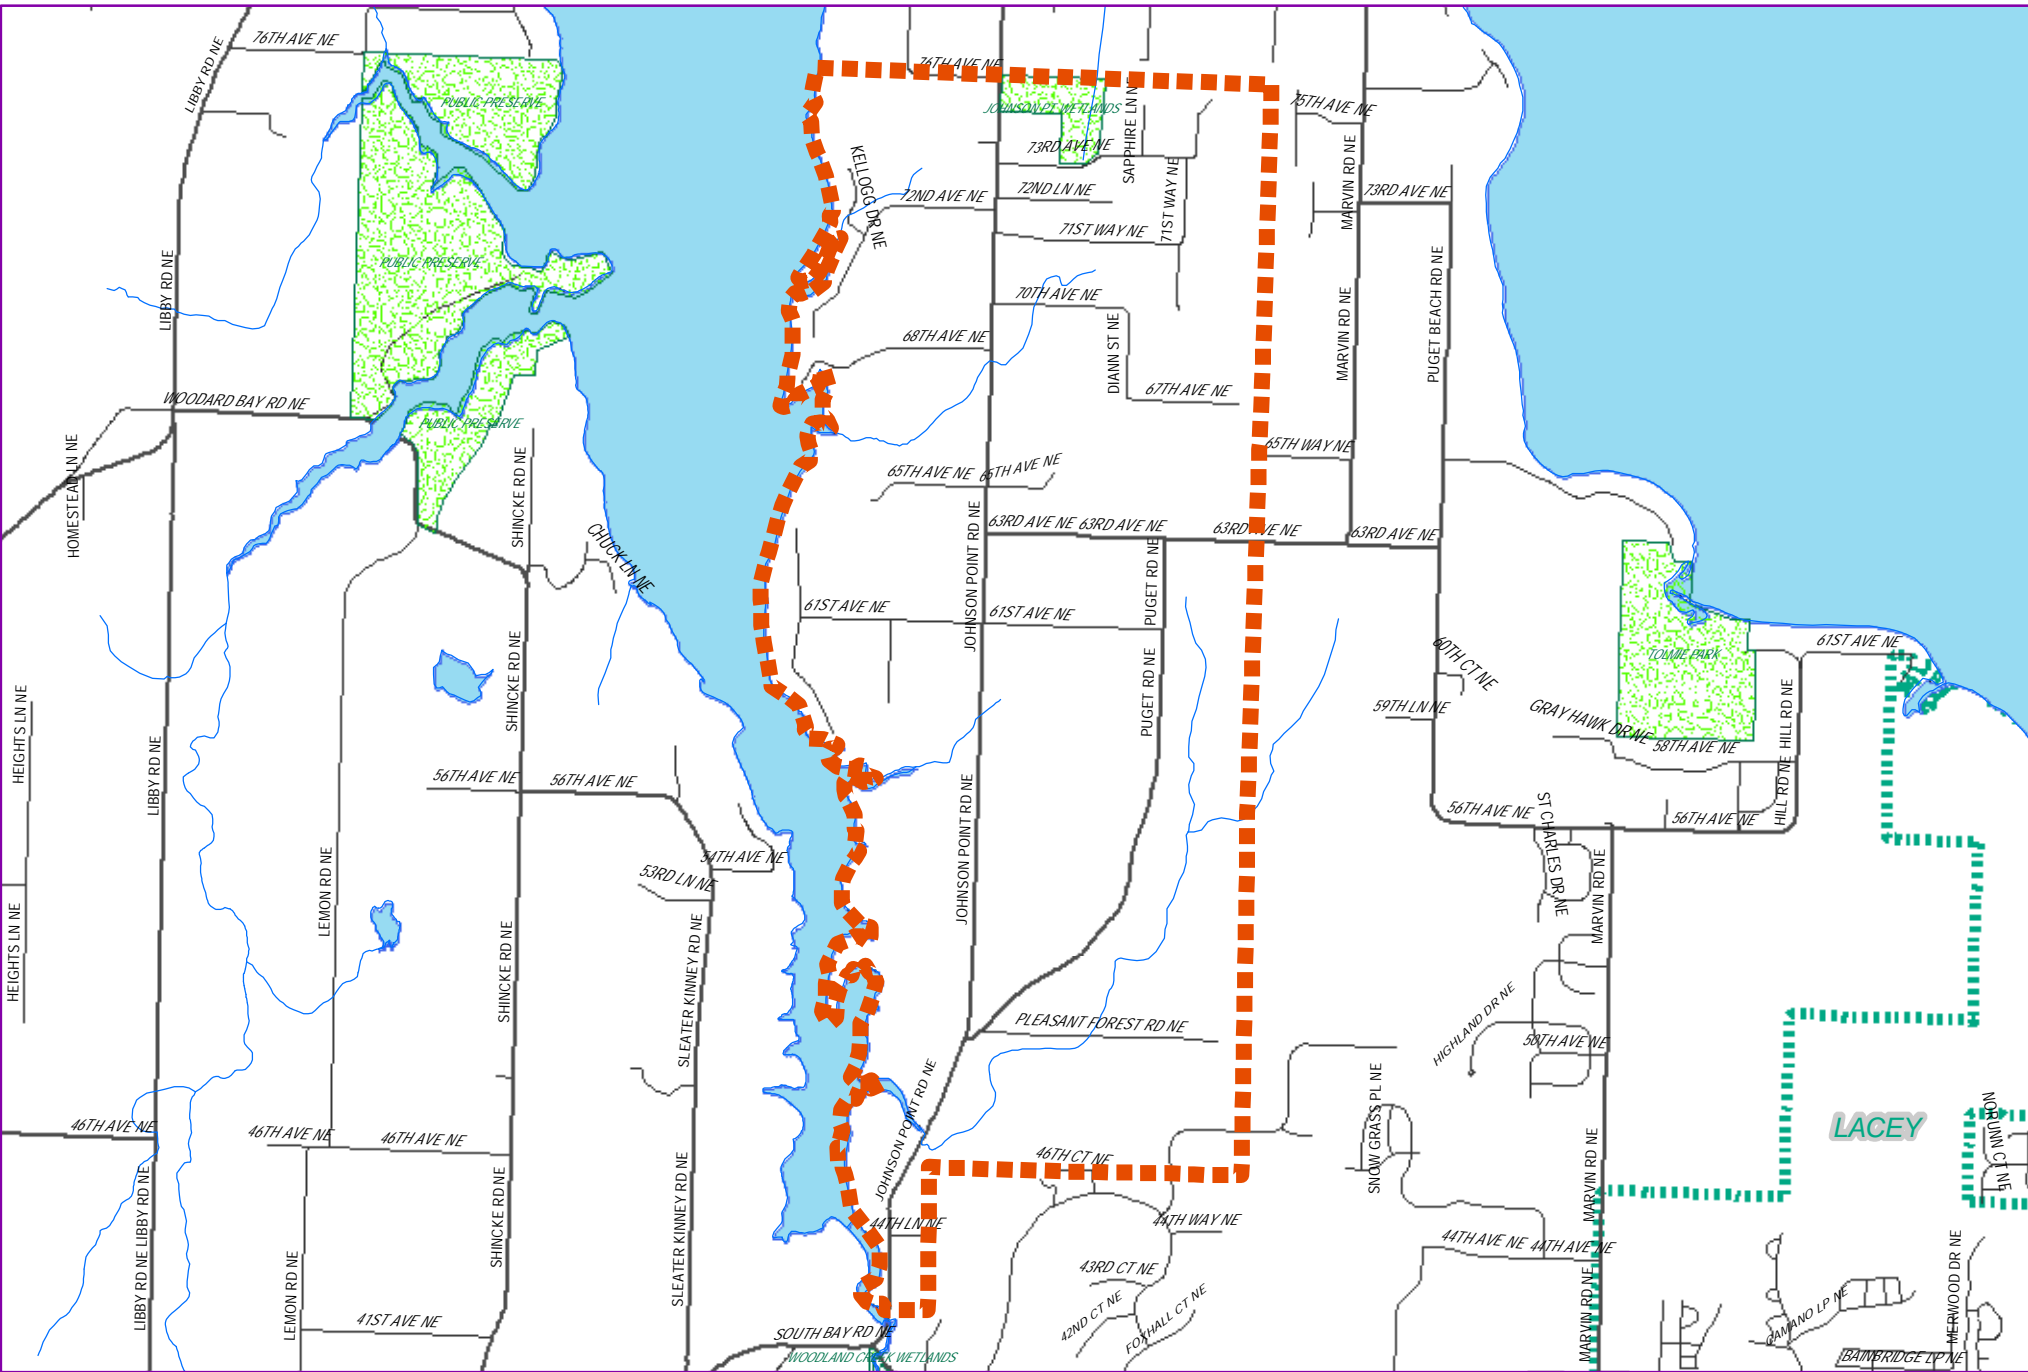 76TH AVE NE
LIBBY RD NE
PUBLIC PRESERVE
76TH AVE NE
JOHNSON PT WETLANDS
SAPPHIRE LN NE
75TH AVE NE
MARVIN RD NE
73RD AVE NE
KELLOGG DR NE
72ND AVE NE
72ND LN NE
71ST WAY NE
71ST WAY NE
73RD AVE NE
PUBLIC PRESERVE
LIBBY RD NE
PUGET BEACH RD NE
70TH AVE NE
MARVIN RD NE
68TH AVE NE
DIANN ST NE
67TH AVE NE
WOODARD BAY RD NE
PUBLIC PRESERVE
HOMESTEAD LN NE
SHINCKE RD NE
65TH WAY NE
65TH AVE NE
65TH AVE NE
CHUCK LN NE
JOHNSON POINT RD NE
63RD AVE NE
63RD AVE NE
63RD AVE NE
63RD AVE NE
PUGET RD NE
61ST AVE NE
61ST AVE NE
SHINCKE RD NE
60TH CT NE
TOLMIE PARK
61ST AVE NE
HEIGHTS LN NE
PUGET RD NE
59TH LN NE
GRAY HAWK DR NE
58TH AVE NE
HILL RD NE
HILL RD NE
LIBBY RD NE
56TH AVE NE
56TH AVE NE
JOHNSON POINT RD NE
56TH AVE NE
56TH AVE NE
ST CHARLES DR NE
LEMON RD NE
54TH AVE NE
53RD LN NE
MARVIN RD NE
HEIGHTS LN NE
SHINCKE RD NE
SLEATER KINNEY RD NE
PLEASANT FOREST RD NE
HIGHLAND DR NE
50TH AVE NE
JOHNSON POINT RD NE
SNOW GRASS PL NE
LACEY
NORUNN CT NE
46TH AVE NE
46TH AVE NE
46TH AVE NE
46TH CT NE
MARVIN RD NE
LIBBY RD NE
LIBBY RD NE
SHINCKE RD NE
SLEATER KINNEY RD NE
44TH LN NE
44TH WAY NE
44TH AVE NE
44TH AVE NE
LEMON RD NE
43RD CT NE
42ND CT NE
FOXHALL CT NE
MARVIN RD NE
CAMANO LP NE
MERWOOD DR NE
41ST AVE NE
SOUTH BAY RD NE
WOODLAND CREEK WETLANDS
BAINBRIDGE LP NE